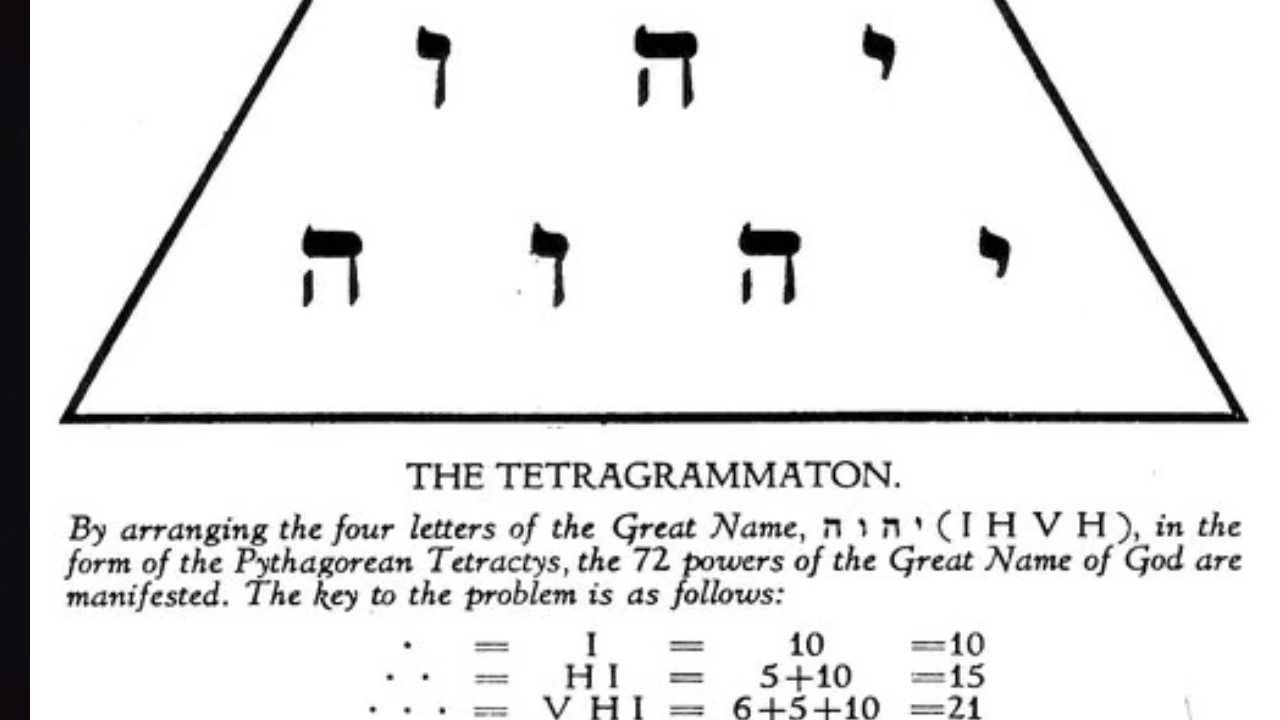 י ה ו
י ה ו ה
THE TETRAGRAMMATON.
By arranging the four letters of the Great Name, י ה ו ה (I H V H), in the
form of the Pythagorean Tetractys, the 72 powers of the Great Name of God are
manifested. The key to the problem is as follows:
· = I = 10 =10
· · = H I = 5+10 =15
· · · = V H I = 6+5+10 =21